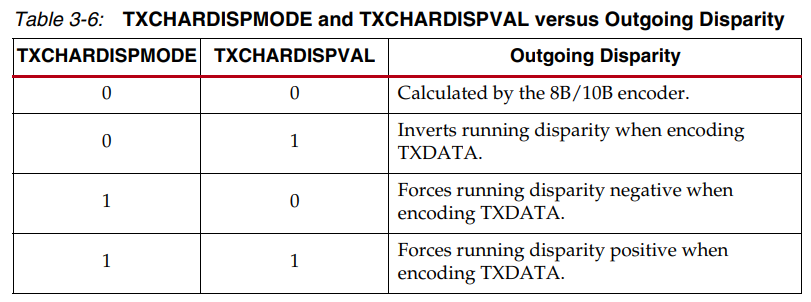 Table 3-6: TXCHARDISPMODE and TXCHARDISPVAL versus Outgoing Disparity
TXCHARDISPMODE TXCHARDISPVAL Outgoing Disparity
0 0 Calculated by the 8B/10B encoder.
0 1 Inverts running disparity when encoding
TXDATA.
1 0 Forces running disparity negative when
encoding TXDATA.
1 1 Forces running disparity positive when
encoding TXDATA.